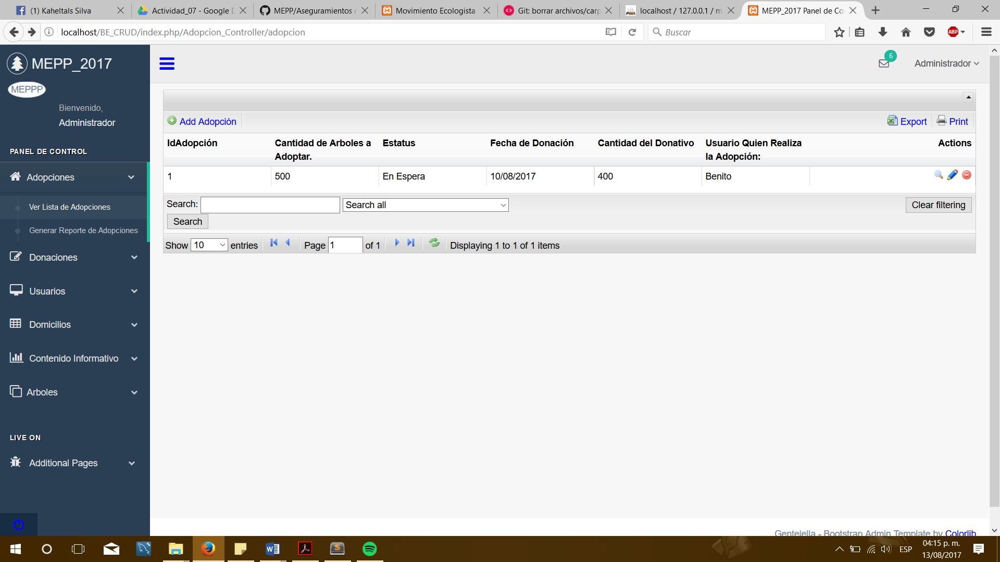 (1) Kaheltals Silva
Actividad_07 - Google D
MEPP/Aseguramientos
Movimiento Ecologista
Git: borrar archivos/carp
localhost / 127.0.0.1 / m
MEPP_2017 Panel de Co
localhost/BE_CRUD/index.php/Adopcion_Controller/adopcion
Buscar
ABP
MEPP_2017
MEPPP
Bienvenido,
Administrador
PANEL DE CONTROL
Adopciones
Ver Lista de Adopciones
Generar Reporte de Adopciones
Donaciones
Usuarios
Domicilios
Contenido Informativo
Arboles
LIVE ON
Additional Pages
6
Administrador
Add Adopción
Export
Print
IdAdopción
Cantidad de Arboles a
Adoptar.
Estatus
Fecha de Donación
Cantidad del Donativo
Usuario Quien Realiza
la Adopción:
Actions
1
500
En Espera
10/08/2017
400
Benito
Search:
Search all
Clear filtering
Search
Show 10 entries
Page 1 of 1
Displaying 1 to 1 of 1 items
Gentelella - Bootstrap Admin Template by Colorlib
ESP
04:15 p. m.
13/08/2017